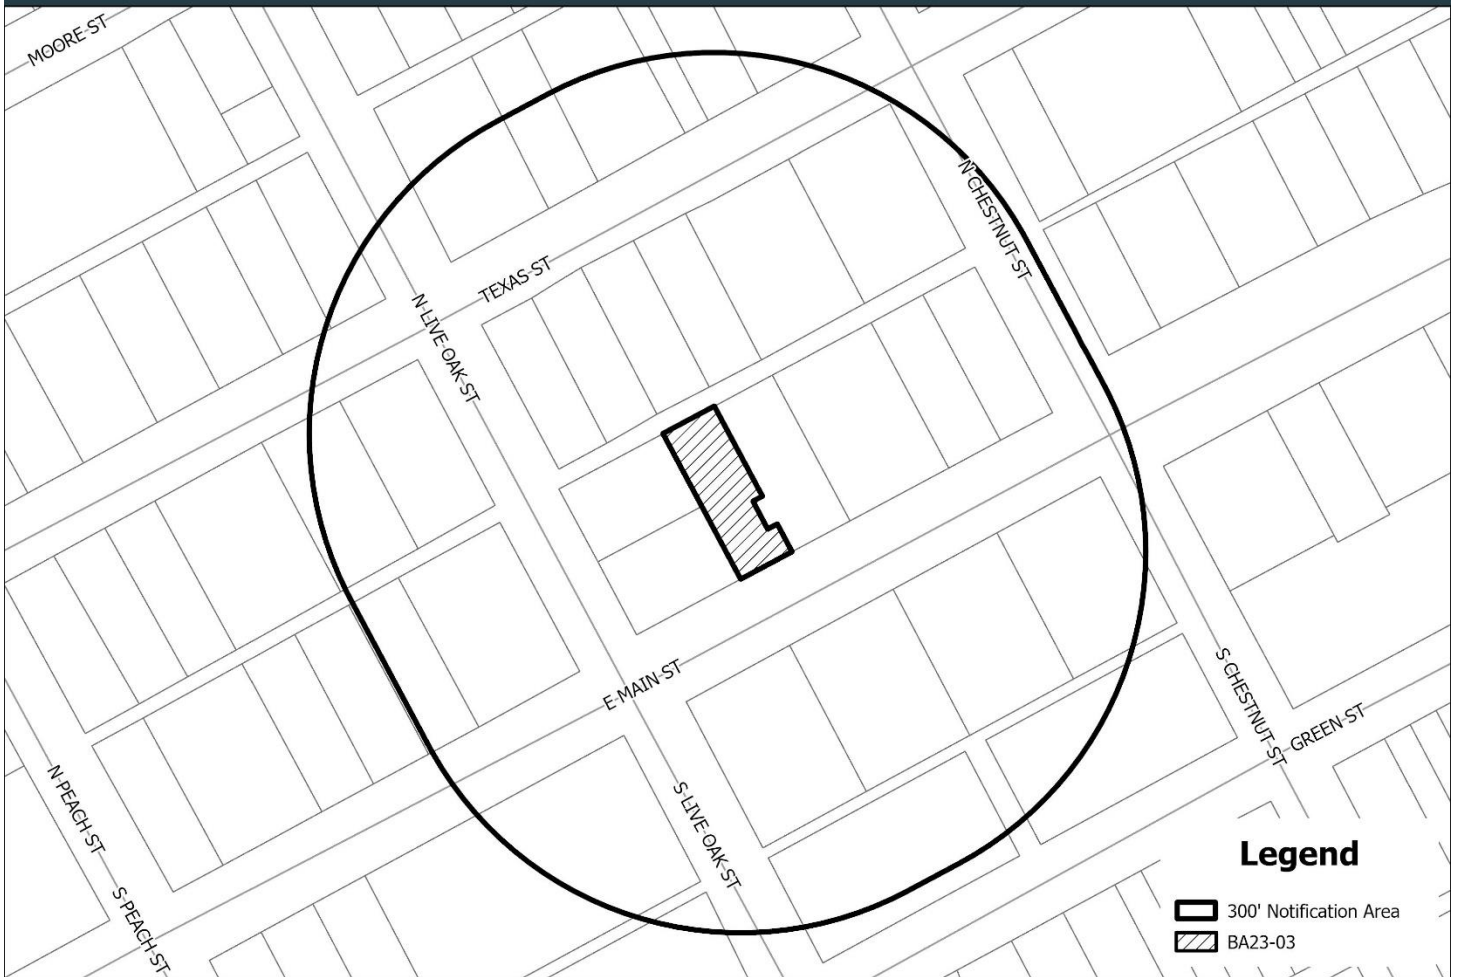 MOORE-ST
N-CHESTNUT-ST
TEXAS-ST
N-LIVE-OAK-ST
E-MAIN-ST
S-CHESTNUT-ST
GREEN-ST
N-PEACH-ST
S-LIVE-OAK-ST
S-PEACH-ST
Legend
300' Notification Area
BA23-03